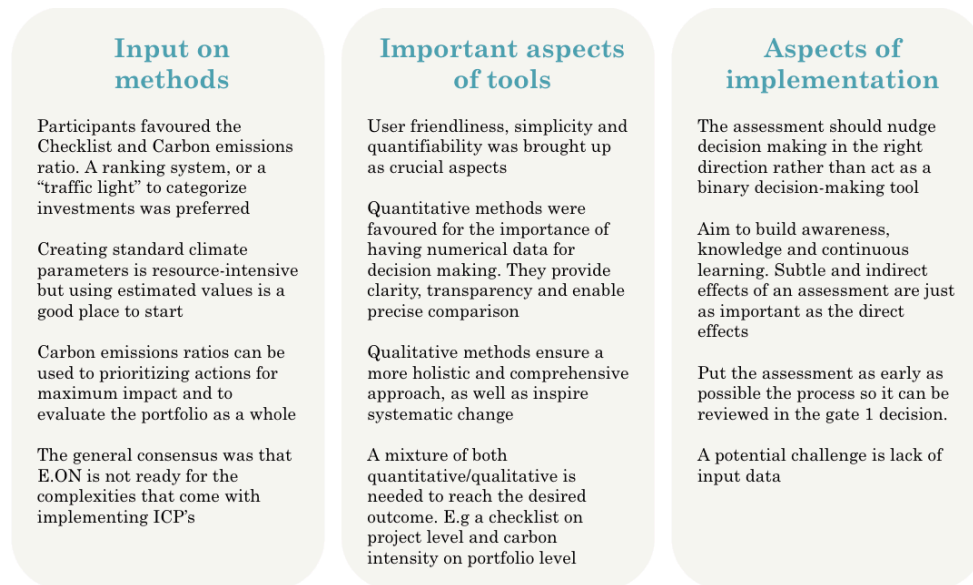 Input on
methods
Participants favoured the
Checklist and Carbon emissions
ratio. A ranking system, or a
“traffic light” to categorize
investments was preferred
Creating standard climate
parameters is resource-intensive
but using estimated values is a
good place to start
Carbon emissions ratios can be
used to prioritizing actions for
maximum impact and to
evaluate the portfolio as a whole
The general consensus was that
E.ON is not ready for the
complexities that come with
implementing ICP’s
Important aspects
of tools
User friendliness, simplicity and
quantifiability was brought up
as crucial aspects
Quantitative methods were
favoured for the importance of
having numerical data for
decision making. They provide
clarity, transparency and enable
precise comparison
Qualitative methods ensure a
more holistic and comprehensive
approach, as well as inspire
systematic change
A mixture of both
quantitative/qualitative is
needed to reach the desired
outcome. E.g a checklist on
project level and carbon
intensity on portfolio level
Aspects of
implementation
The assessment should nudge
decision making in the right
direction rather than act as a
binary decision-making tool
Aim to build awareness,
knowledge and continuous
learning. Subtle and indirect
effects of an assessment are just
as important as the direct
effects
Put the assessment as early as
possible the process so it can be
reviewed in the gate 1 decision.
A potential challenge is lack of
input data